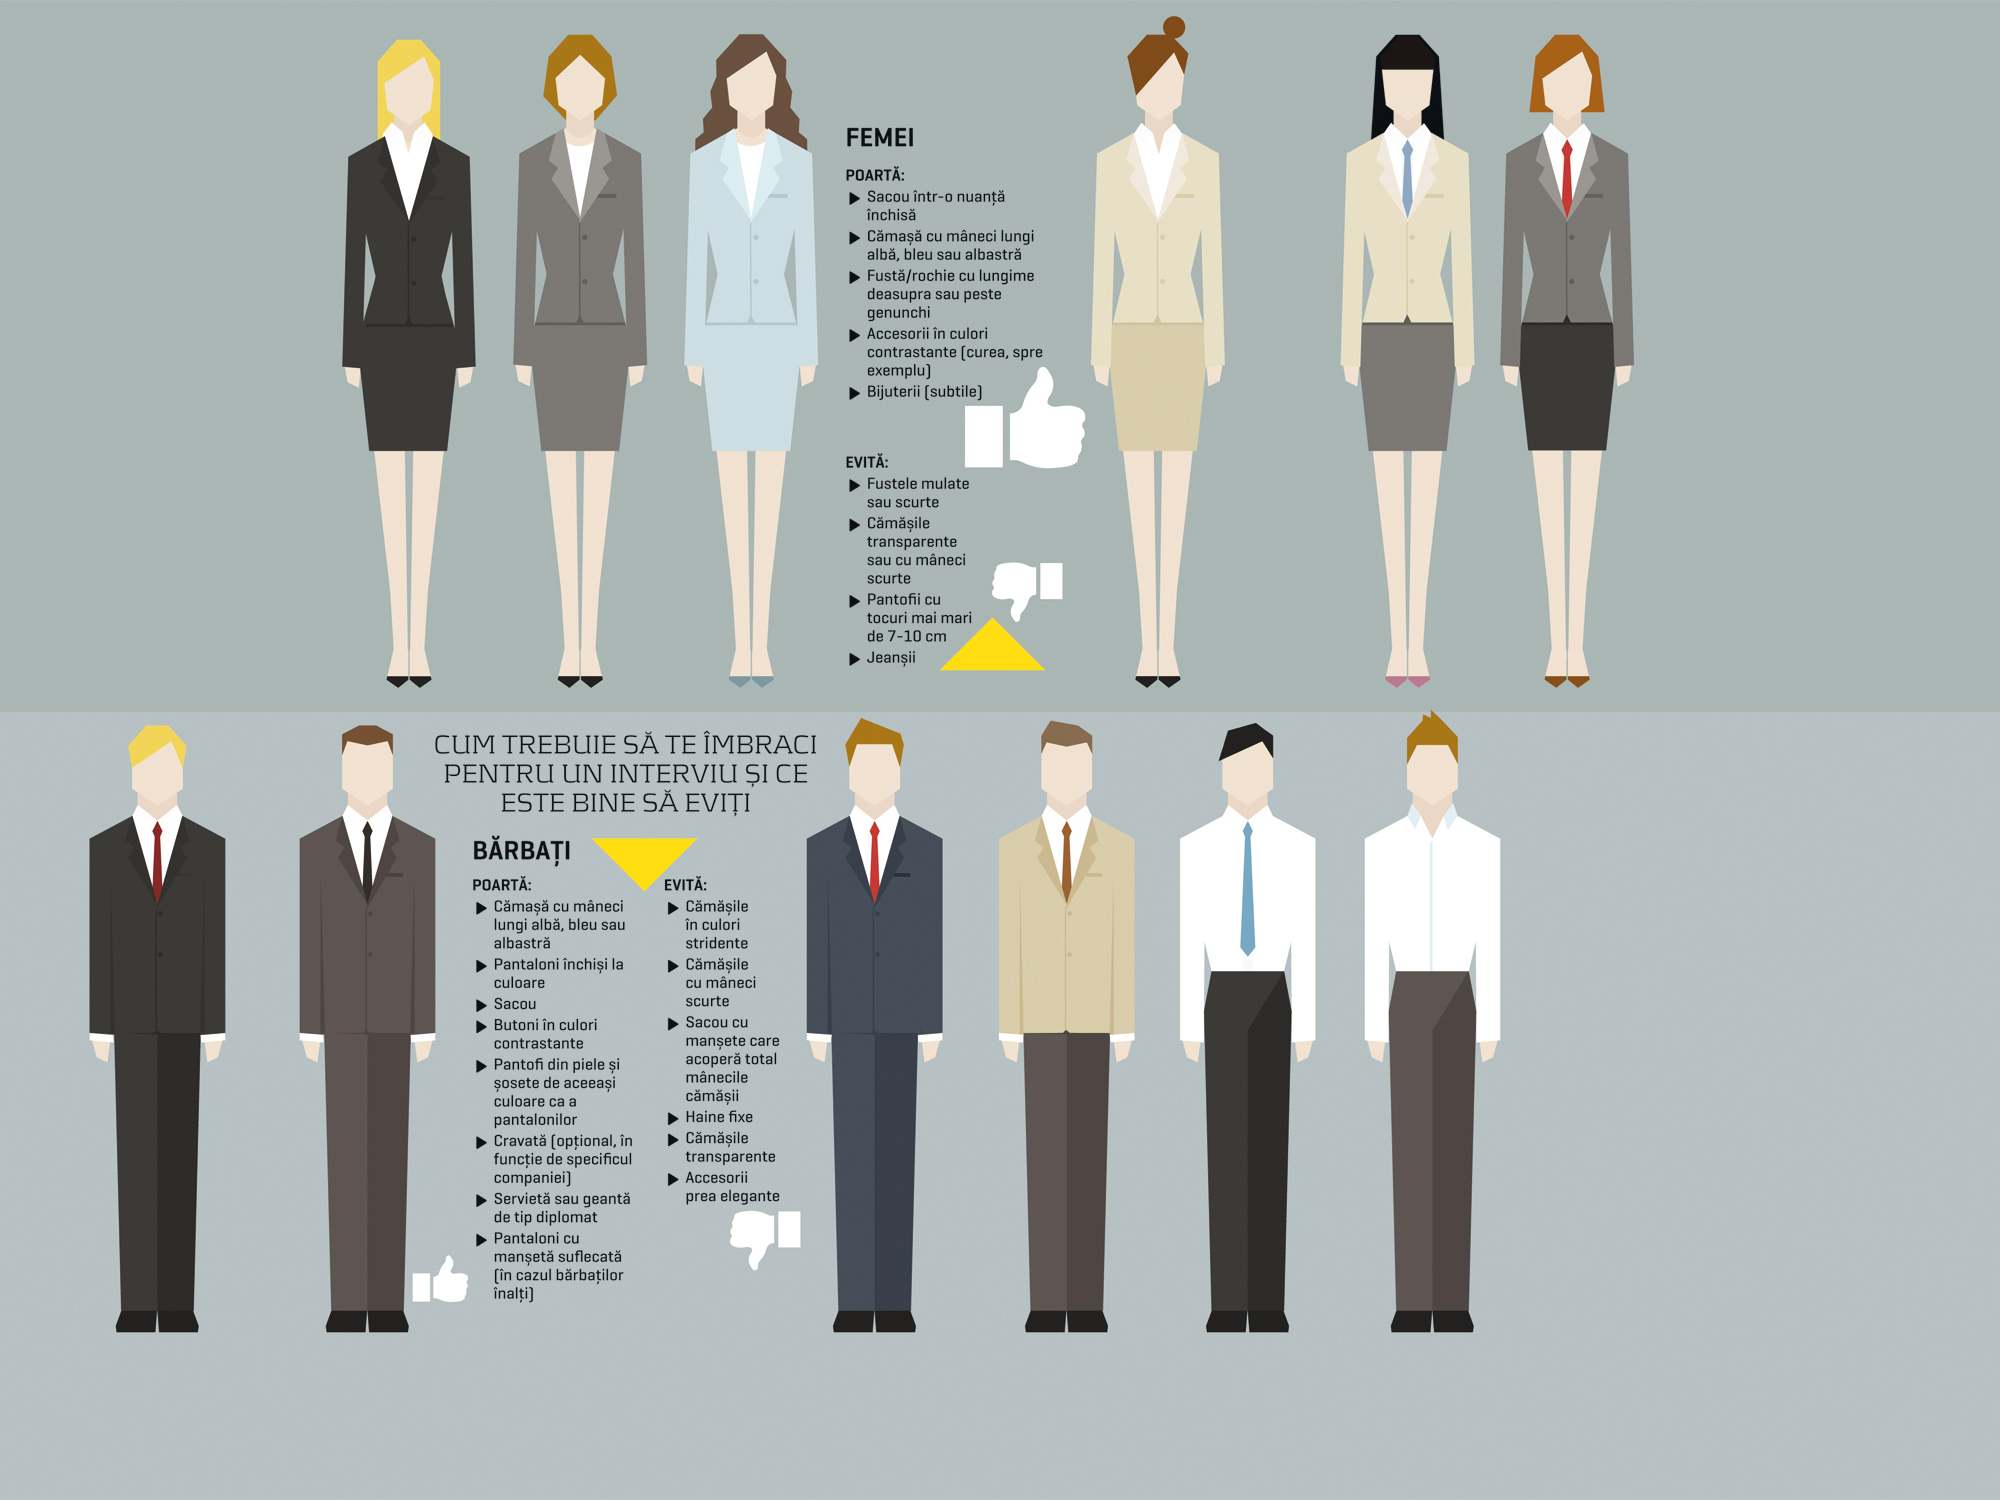 FEMEI
POARTĂ:
Sacou într-o nuanță
închisă
Cămașă cu mâneci lungi
albă, bleu sau albastră
Fustă/rochie cu lungime
deasupra sau peste
genunchi
Accesorii în culori
contrastante (curea, spre
exemplu)
Bijuterii (subtile)
EVITĂ:
Fustele mulate
sau scurte
Cămășile
transparente
sau cu mâneci
scurte
Pantofii cu
tocuri mai mari
de 7-10 cm
Jeanșii
CUM TREBUIE SĂ TE ÎMBRACI
PENTRU UN INTERVIU ȘI CE
ESTE BINE SĂ EVIȚI
BĂRBAȚI
POARTĂ:
Cămașă cu mâneci
lungi albă, bleu sau
albastră
Pantaloni închiși la
culoare
Sacou
Butoni în culori
contrastante
Pantofi din piele și
șosete de aceeași
culoare ca a
pantalonilor
Cravată (opțional, în
funcție de specificul
companiei)
Servietă sau geantă
de tip diplomat
Pantaloni cu
manșetă suflecată
(în cazul bărbaților
înalți)
EVITĂ:
Cămășile
în culori
stridente
Cămășile
cu mâneci
scurte
Sacou cu
manșete care
acoperă total
mânecile
cămășii
Haine fixe
Cămășile
transparente
Accesorii
prea elegante